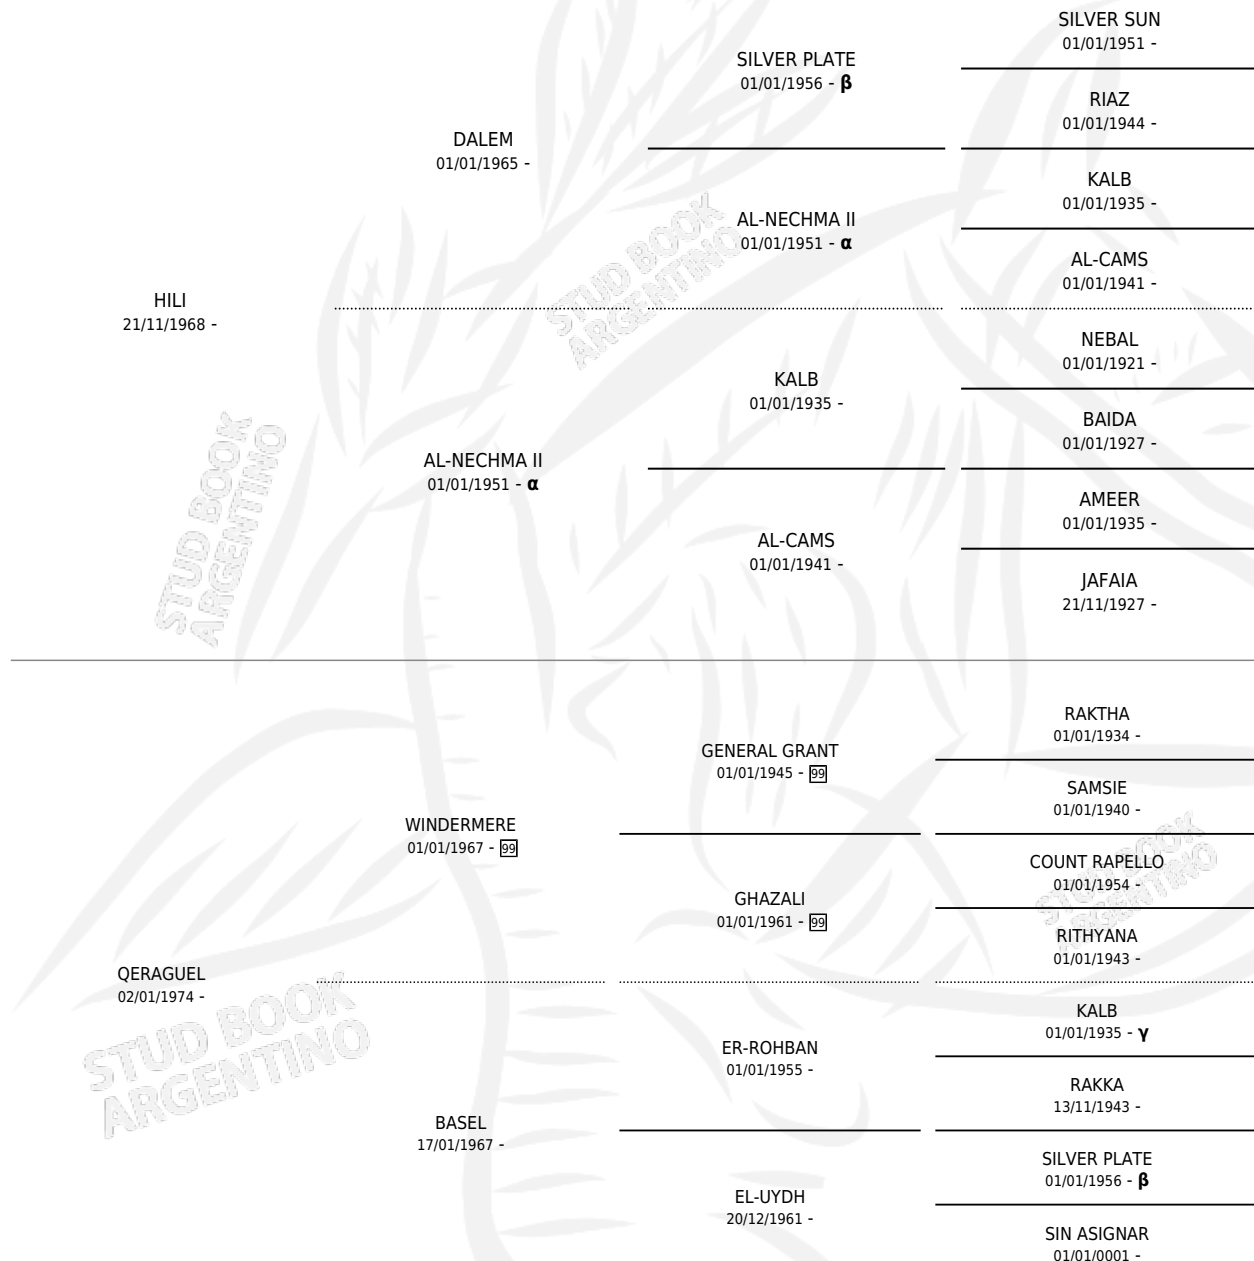 SILVER SUN
01/01/1951 -
SILVER PLATE
01/01/1956 - β
RIAZ
01/01/1944 -
DALEM
01/01/1965 -
KALB
01/01/1935 -
AL-NECHMA II
01/01/1951 - α
AL-CAMS
01/01/1941 -
HILI
21/11/1968 -
NEBAL
01/01/1921 -
KALB
01/01/1935 -
BAIDA
01/01/1927 -
AL-NECHMA II
01/01/1951 - α
AMEER
01/01/1935 -
AL-CAMS
01/01/1941 -
JAFAIA
21/11/1927 -
STUD BOOK
ARGENTINO
STUD BOOK
ARGENTINO
RAKTHA
01/01/1934 -
GENERAL GRANT
01/01/1945 - 99
SAMSIE
01/01/1940 -
WINDERMERE
01/01/1967 - 99
COUNT RAPELLO
01/01/1954 -
GHAZALI
01/01/1961 - 99
RITHYANA
01/01/1943 -
QERAGUEL
02/01/1974 -
KALB
01/01/1935 - γ
ER-ROHBAN
01/01/1955 -
RAKKA
13/11/1943 -
BASEL
17/01/1967 -
SILVER PLATE
01/01/1956 - β
EL-UYDH
20/12/1961 -
SIN ASIGNAR
01/01/0001 -
STUD BOOK
ARGENTINO
STUD BOOK
ARGENTINO